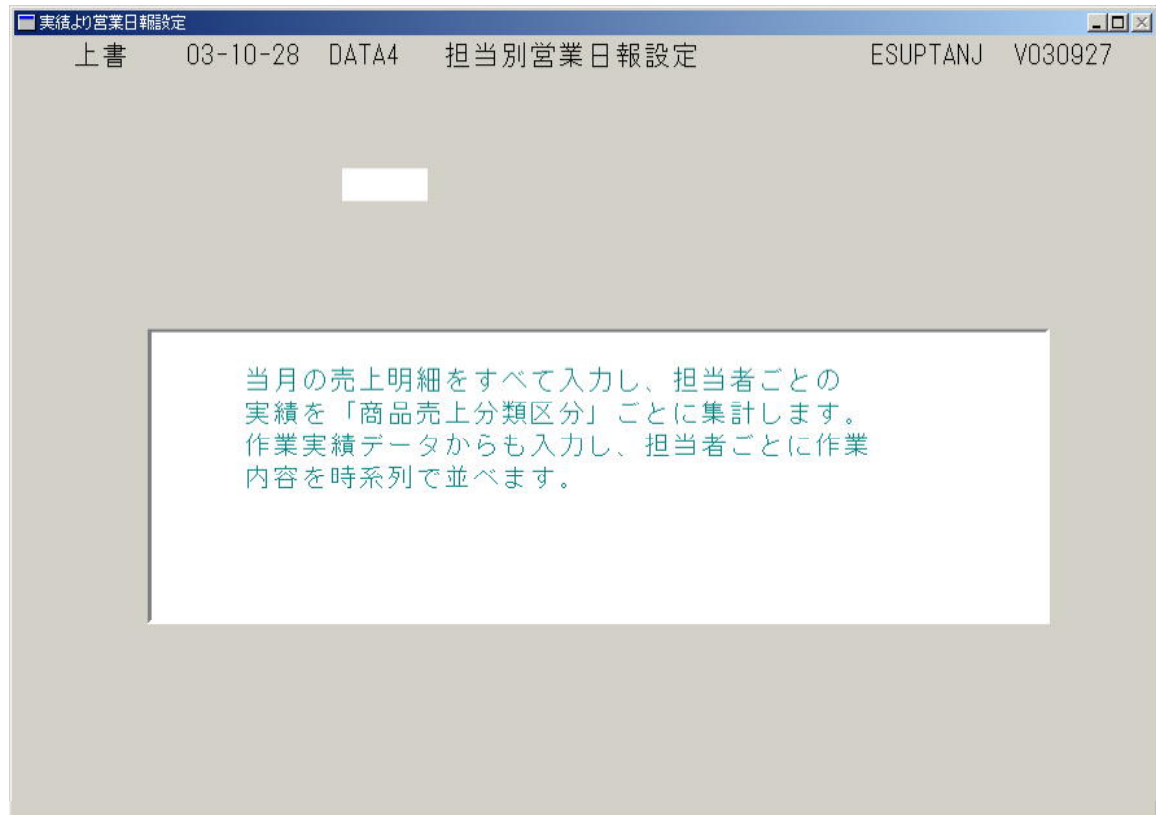 実績より営業日報設定
上書 03-10-28 DATA4 担当別営業日報設定 ESUPTANJ V030927
当月の売上明細をすべて入力し、担当者ごとの
実績を「商品売上分類区分」ごとに集計します。
作業実績データからも入力し、担当者ごとに作業
内容を時系列で並べます。